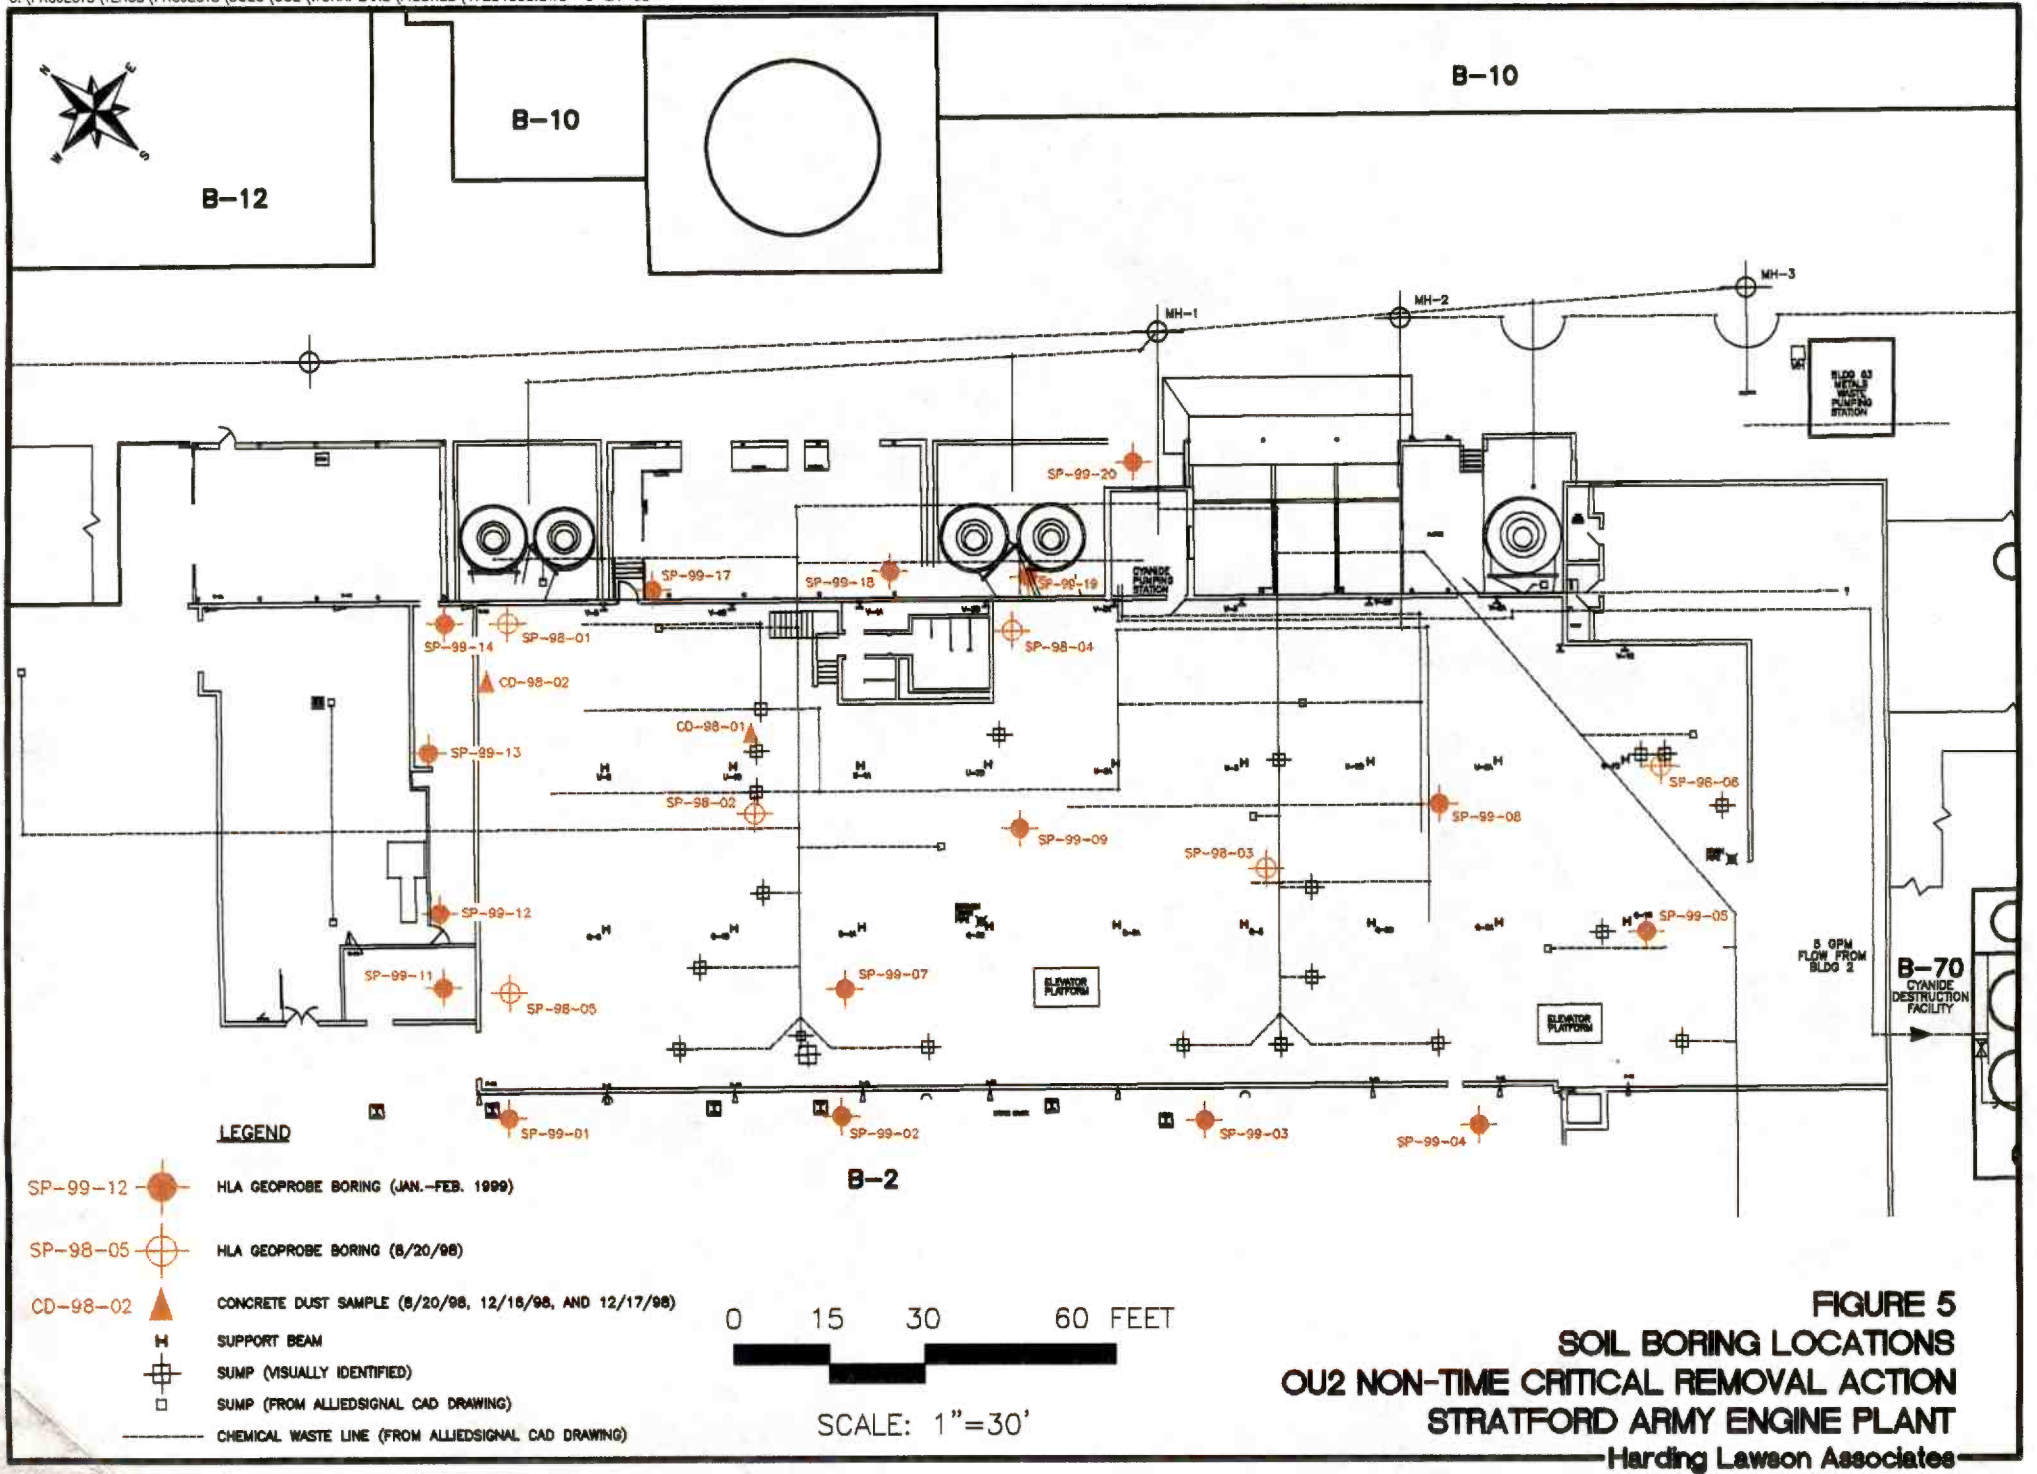 N
E
W
S
B-12
B-10
B-10
MH-1
MH-2
MH-3
MH
BLDG 63
METALS
WASTE
PUMPING
STATION
SP-99-20
SP-99-17
SP-99-18
SP-99-19
CYANIDE
PUMPING
STATION
SP-99-14
SP-98-01
SP-98-04
CD-98-02
CD-98-01
SP-99-13
SP-98-02
SP-98-06
SP-99-08
SP-99-09
SP-98-03
SP-99-12
SP-99-05
SP-99-11
SP-98-05
SP-99-07
ELEVATOR
PLATFORM
ELEVATOR
PLATFORM
5 GPM
FLOW FROM
BLDG 2
B-70
CYANIDE
DESTRUCTION
FACILITY
SP-99-01
SP-99-02
SP-99-03
SP-99-04
B-2
LEGEND
SP-99-12 HLA GEOPROBE BORING (JAN.-FEB. 1999)
SP-98-05 HLA GEOPROBE BORING (8/20/98)
CD-98-02 CONCRETE DUST SAMPLE (8/20/98, 12/16/98, AND 12/17/98)
H SUPPORT BEAM
SUMP (VISUALLY IDENTIFIED)
SUMP (FROM ALLIEDSIGNAL CAD DRAWING)
CHEMICAL WASTE LINE (FROM ALLIEDSIGNAL CAD DRAWING)
0 15 30 60 FEET
SCALE: 1"=30'
FIGURE 5
SOIL BORING LOCATIONS
OU2 NON-TIME CRITICAL REMOVAL ACTION
STRATFORD ARMY ENGINE PLANT
Harding Lawson Associates